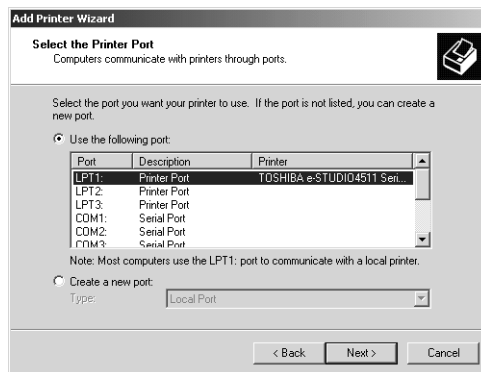 Add Printer Wizard
Select the Printer Port
Computers communicate with printers through ports.
Select the port you want your printer to use. If the port is not listed, you can create a
new port.
Use the following port:
Port Description Printer
LPT1: Printer Port TOSHIBA e-STUDIO4511 Seri...
LPT2: Printer Port
LPT3: Printer Port
COM1: Serial Port
COM2: Serial Port
COM3: Serial Port
Note: Most computers use the LPT1: port to communicate with a local printer.
Create a new port:
Type: Local Port
< Back Next > Cancel